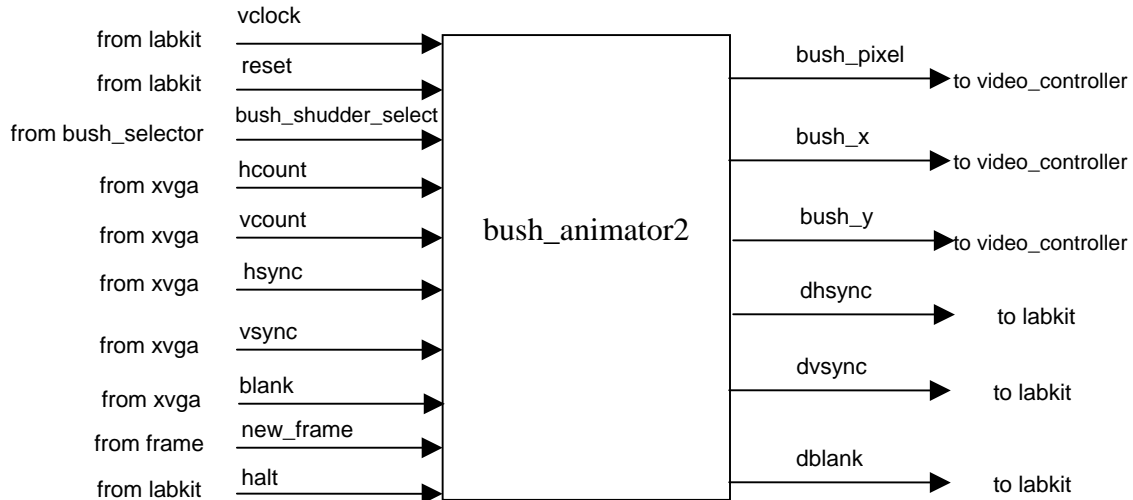 vclock
from labkit
reset
from labkit
bush_shudder_select
from bush_selector
hcount
from xvga
vcount
from xvga
hsync
from xvga
vsync
from xvga
blank
from xvga
new_frame
from frame
halt
from labkit
bush_animator2
bush_pixel
to video_controller
bush_x
to video_controller
bush_y
to video_controller
dhsync
to labkit
dvsync
to labkit
dblank
to labkit